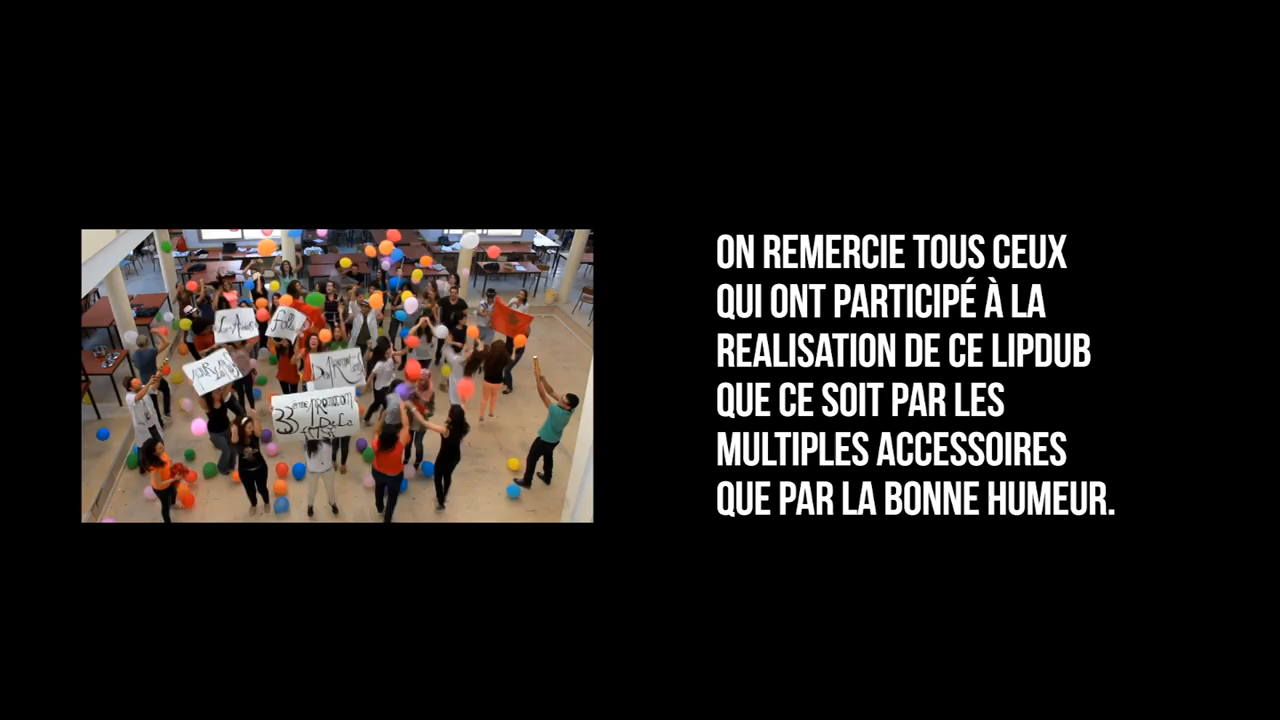 ON REMERCIE TOUS CEUX
QUI ONT PARTICIPÉ À LA
REALISATION DE CE LIPDUB
QUE CE SOIT PAR LES
MULTIPLES ACCESSOIRES
QUE PAR LA BONNE HUMEUR.
33